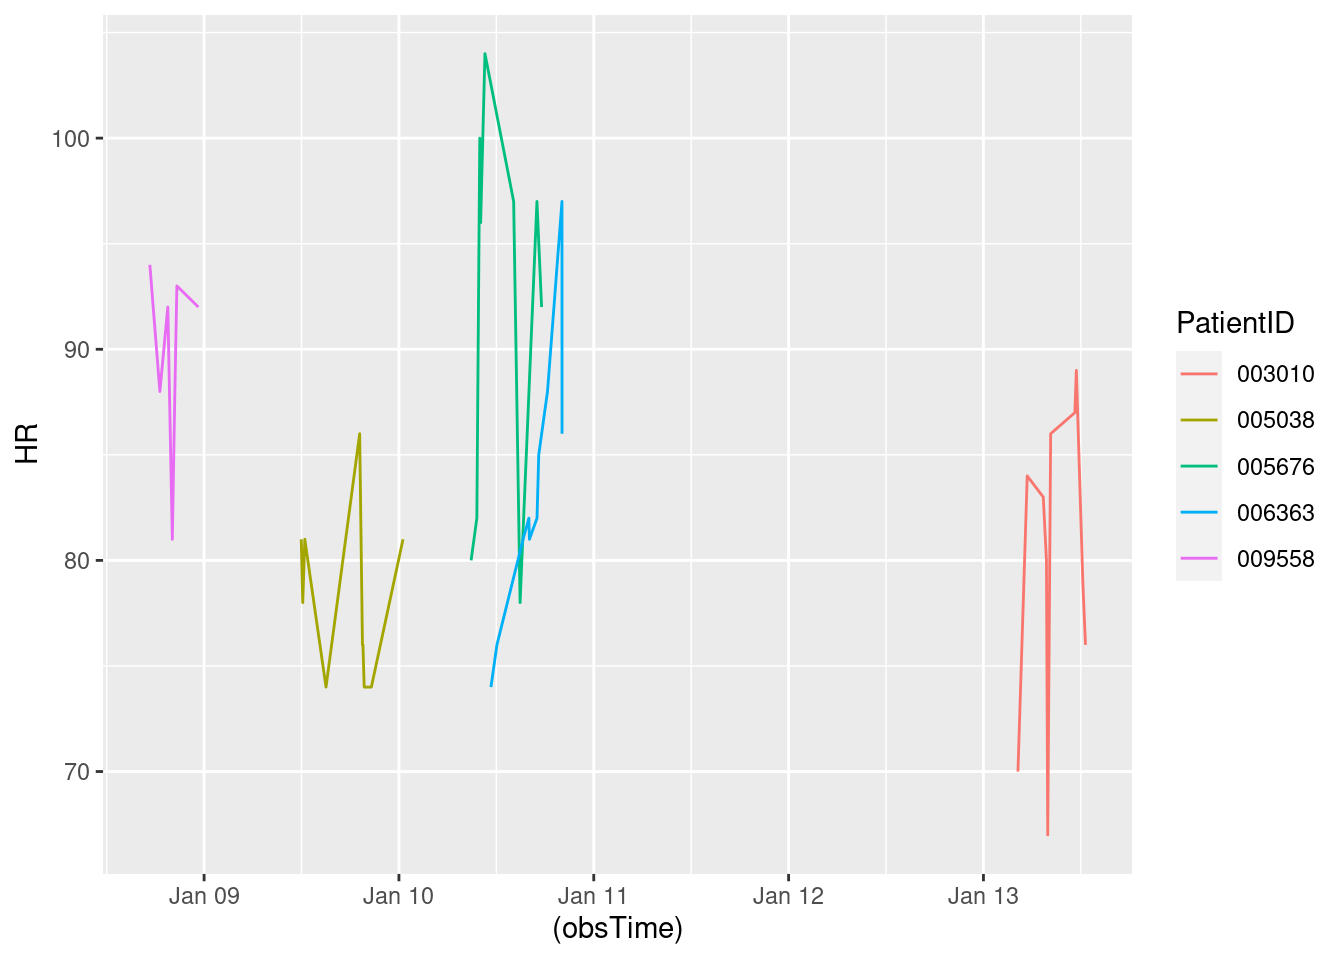 HR
100
90
80
70
Jan 09
Jan 10
Jan 11
Jan 12
Jan 13
(obsTime)
PatientID
003010
005038
005676
006363
009558